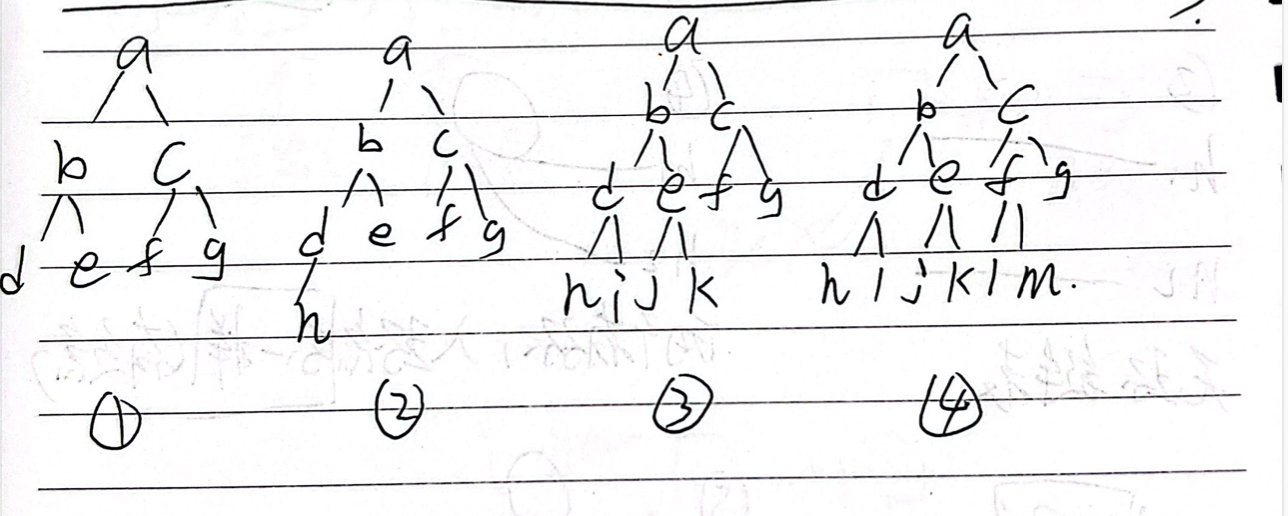 a a a a
b c b c b c b c
d e f g d e f g d e f g d e f g
h h i j k h i j k l m.
① ② ③ ④